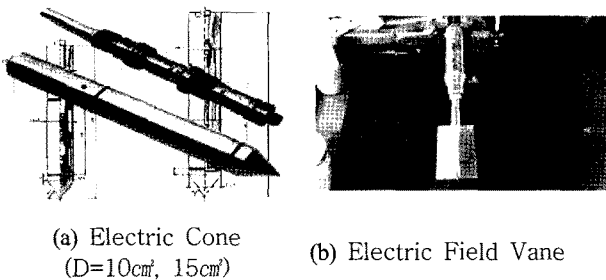 (a) Electric Cone
(D=10㎠, 15㎠)
(b) Electric Field Vane